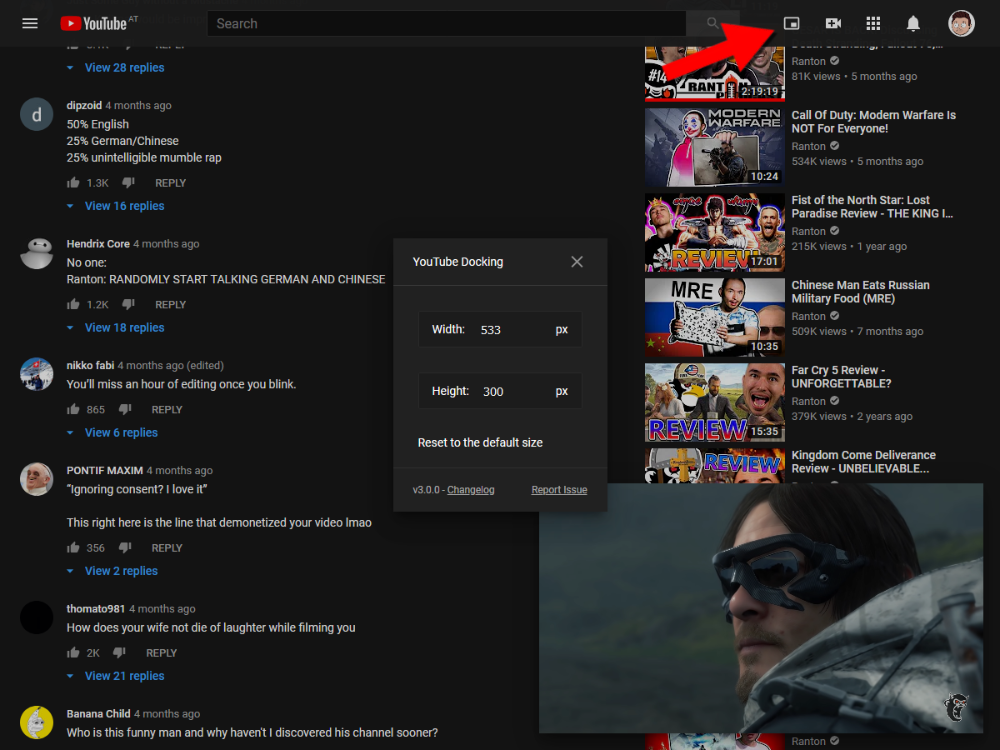 YouTube AT
Search
View 28 replies
dipzoid 4 months ago
50% English
25% German/Chinese
25% unintelligible mumble rap
1.3K REPLY
View 16 replies
Hendrix Core 4 months ago
No one:
Ranton: RANDOMLY START TALKING GERMAN AND CHINESE
1.2K REPLY
View 18 replies
nikko fabi 4 months ago (edited)
You'll miss an hour of editing once you blink.
865 REPLY
View 6 replies
PONTIF MAXIM 4 months ago
“Ignoring consent? I love it”
This right here is the line that demonetized your video lmao
356 REPLY
View 2 replies
thomato981 4 months ago
How does your wife not die of laughter while filming you
2K REPLY
View 21 replies
Banana Child 4 months ago
Who is this funny man and why haven't I discovered his channel sooner?
YouTube Docking
Width: 533 px
Height: 300 px
Reset to the default size
v3.0.0 - Changelog Report Issue
#14
RANT
2:19:19
Ranton
81K views • 5 months ago
MODERN
WARFARE
10:24
Call Of Duty: Modern Warfare Is
NOT For Everyone!
Ranton
534K views • 5 months ago
REVIEW
17:01
Fist of the North Star: Lost
Paradise Review - THE KING I...
Ranton
215K views • 1 year ago
MRE
10:35
Chinese Man Eats Russian
Military Food (MRE)
Ranton
509K views • 7 months ago
REVIEW
15:35
Far Cry 5 Review -
UNFORGETTABLE?
Ranton
379K views • 2 years ago
REVIEW
Kingdom Come Deliverance
Review - UNBELIEVABLE...
Ranton